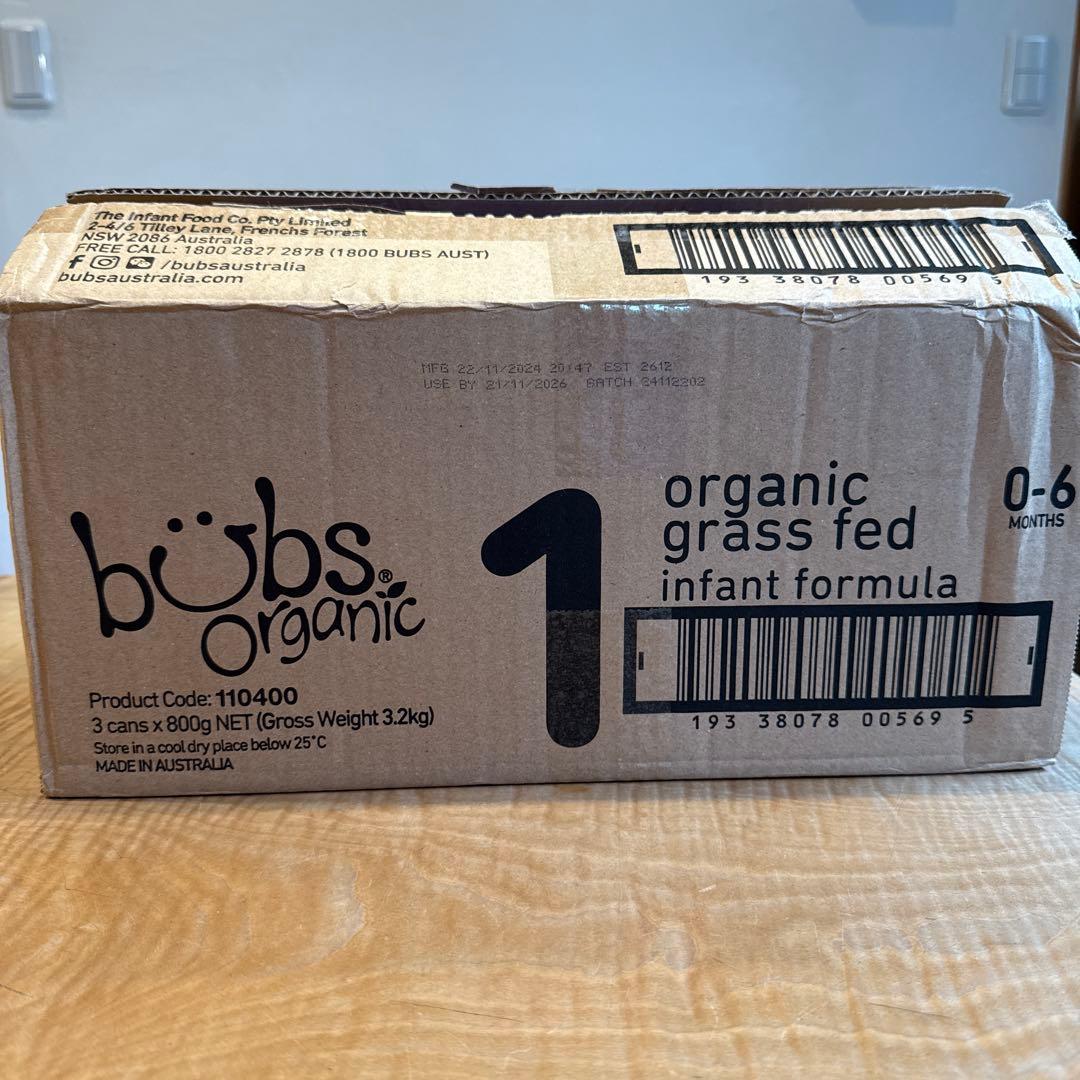 The Infant Food Co. Pty Limited
2-4/6 Tilley Lane, Frenchs Forest
NSW 2086 Australia
FREE CALL: 1800 2827 2878 (1800 BUBS AUST)
/bubsaustralia
bubsaustralia.com
193 38078 00569 5
MFG 22/11/2024 20:47 EST 2612
USE BY 21/11/2026 BATCH 24112202
bubs®
organic
1
organic
grass fed
infant formula
0-6
MONTHS
193 38078 00569 5
Product Code: 110400
3 cans x 800g NET (Gross Weight 3.2kg)
Store in a cool dry place below 25°C
MADE IN AUSTRALIA